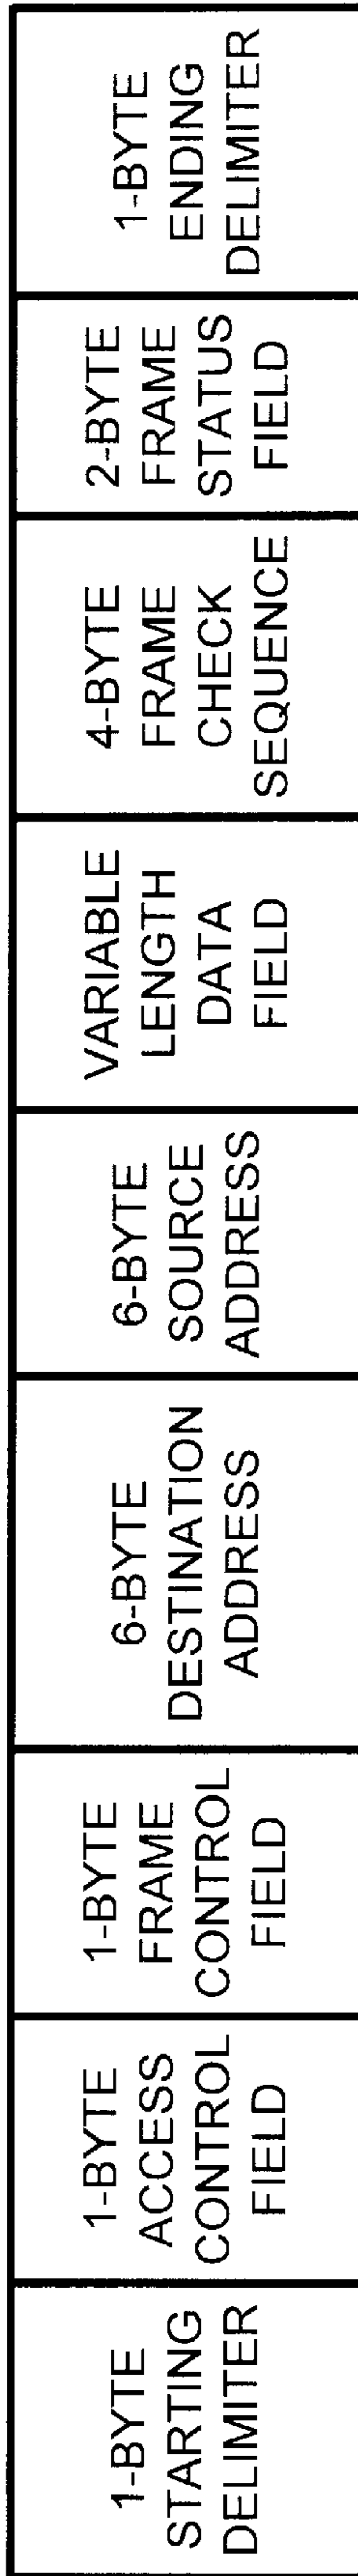 1-BYTE
STARTING
DELIMITER
1-BYTE
ACCESS
CONTROL
FIELD
1-BYTE
FRAME
CONTROL
FIELD
6-BYTE
DESTINATION
ADDRESS
6-BYTE
SOURCE
ADDRESS
VARIABLE
LENGTH
DATA
FIELD
4-BYTE
FRAME
CHECK
SEQUENCE
2-BYTE
FRAME
STATUS
FIELD
1-BYTE
ENDING
DELIMITER